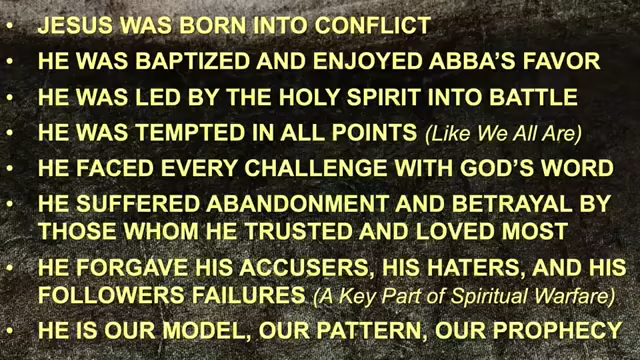 • JESUS WAS BORN INTO CONFLICT
• HE WAS BAPTIZED AND ENJOYED ABBA'S FAVOR
• HE WAS LED BY THE HOLY SPIRIT INTO BATTLE
• HE WAS TEMPTED IN ALL POINTS (Like We All Are)
• HE FACED EVERY CHALLENGE WITH GOD'S WORD
• HE SUFFERED ABANDONMENT AND BETRAYAL BY
THOSE WHOM HE TRUSTED AND LOVED MOST
• HE FORGAVE HIS ACCUSERS, HIS HATERS, AND HIS
FOLLOWERS FAILURES (A Key Part of Spiritual Warfare)
• HE IS OUR MODEL, OUR PATTERN, OUR PROPHECY